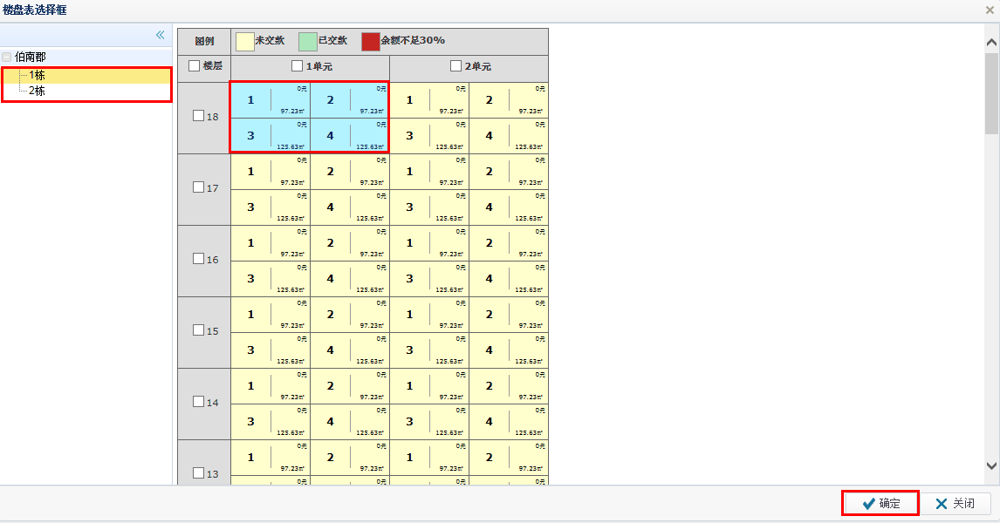 楼盘表选择框
伯南郡
1栋
2栋
图例 未交款 已交款 余额不足30%
楼层 1单元 2单元
18
1 0元 97.23㎡ 2 0元 97.23㎡ 1 0元 97.23㎡ 2 0元 97.23㎡
3 0元 125.63㎡ 4 0元 125.63㎡ 3 0元 125.63㎡ 4 0元 125.63㎡
17
1 0元 97.23㎡ 2 0元 97.23㎡ 1 0元 97.23㎡ 2 0元 97.23㎡
3 0元 125.63㎡ 4 0元 125.63㎡ 3 0元 125.63㎡ 4 0元 125.63㎡
16
1 0元 97.23㎡ 2 0元 97.23㎡ 1 0元 97.23㎡ 2 0元 97.23㎡
3 0元 125.63㎡ 4 0元 125.63㎡ 3 0元 125.63㎡ 4 0元 125.63㎡
15
1 0元 97.23㎡ 2 0元 97.23㎡ 1 0元 97.23㎡ 2 0元 97.23㎡
3 0元 125.63㎡ 4 0元 125.63㎡ 3 0元 125.63㎡ 4 0元 125.63㎡
14
1 0元 97.23㎡ 2 0元 97.23㎡ 1 0元 97.23㎡ 2 0元 97.23㎡
3 0元 125.63㎡ 4 0元 125.63㎡ 3 0元 125.63㎡ 4 0元 125.63㎡
13
1 0元 97.23㎡ 2 0元 97.23㎡ 1 0元 97.23㎡ 2 0元 97.23㎡
0元 0元 0元 0元
确定 关闭